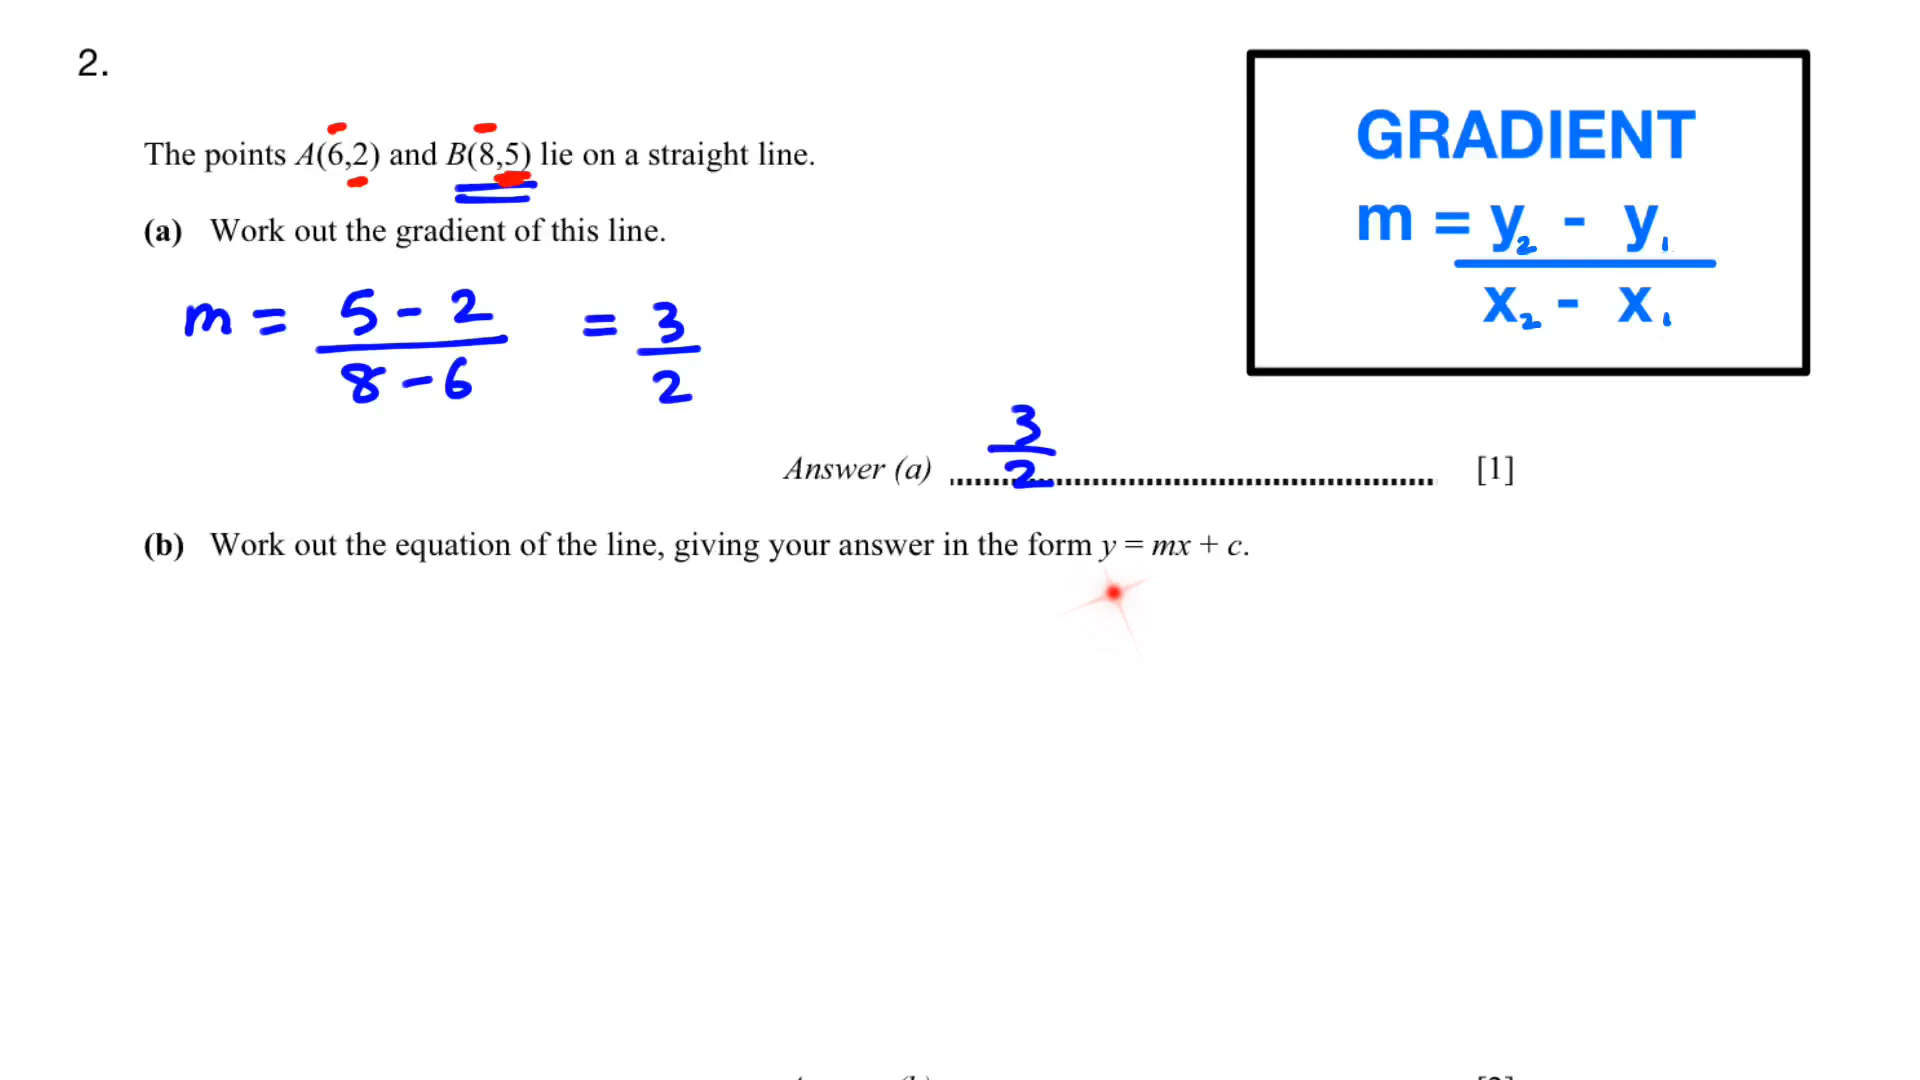 2.
The points A(6,2) and B(8,5) lie on a straight line.
(a) Work out the gradient of this line.
m = 5 - 2 / 8 - 6 = 3 / 2
Answer (a) 3 / 2 [1]
(b) Work out the equation of the line, giving your answer in the form y = mx + c.
GRADIENT
m = y₂ - y₁
x₂ - x₁